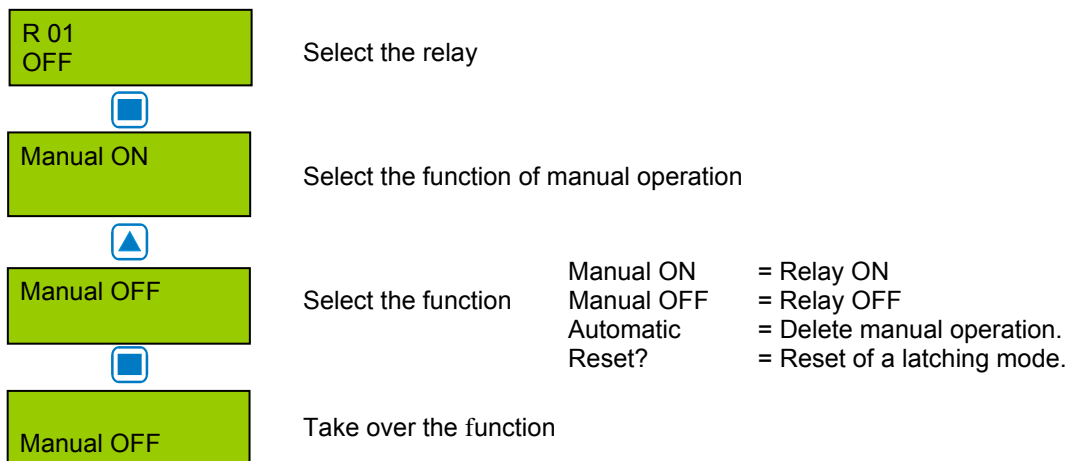 R 01
OFF
Select the relay
Manual ON
Select the function of manual operation
Manual OFF
Select the function
Manual ON = Relay ON
Manual OFF = Relay OFF
Automatic = Delete manual operation.
Reset? = Reset of a latching mode.
Manual OFF
Take over the function